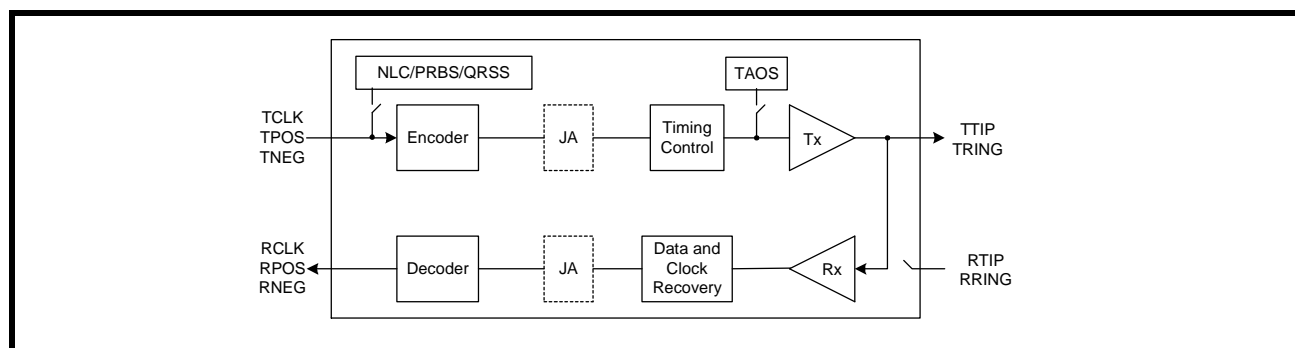 NLC/PRBS/QRSS
TAOS
TCLK
TPOS
TNEG
Encoder
JA
Timing
Control
Tx
TTIP
TRING
RCLK
RPOS
RNEG
Decoder
JA
Data and
Clock
Recovery
Rx
RTIP
RRING